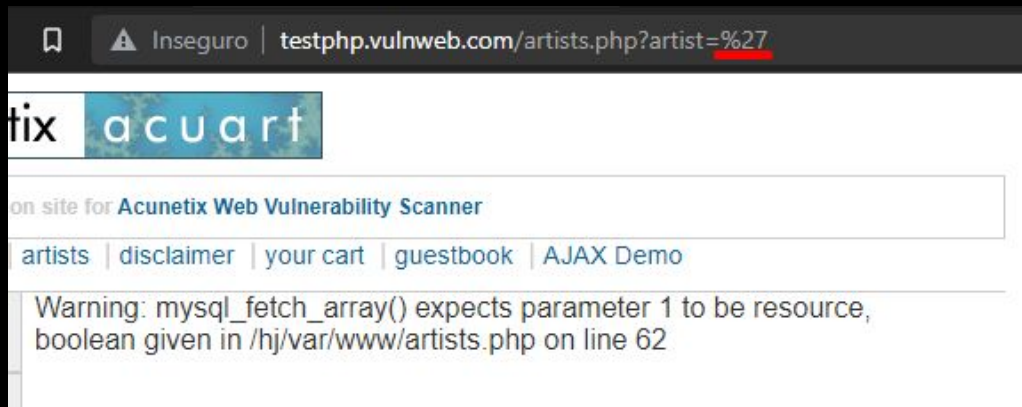 Inseguro | testphp.vulnweb.com/artists.php?artist=%27
tix acuart
on site for Acunetix Web Vulnerability Scanner
artists | disclaimer | your cart | guestbook | AJAX Demo
Warning: mysql_fetch_array() expects parameter 1 to be resource,
boolean given in /hj/var/www/artists.php on line 62